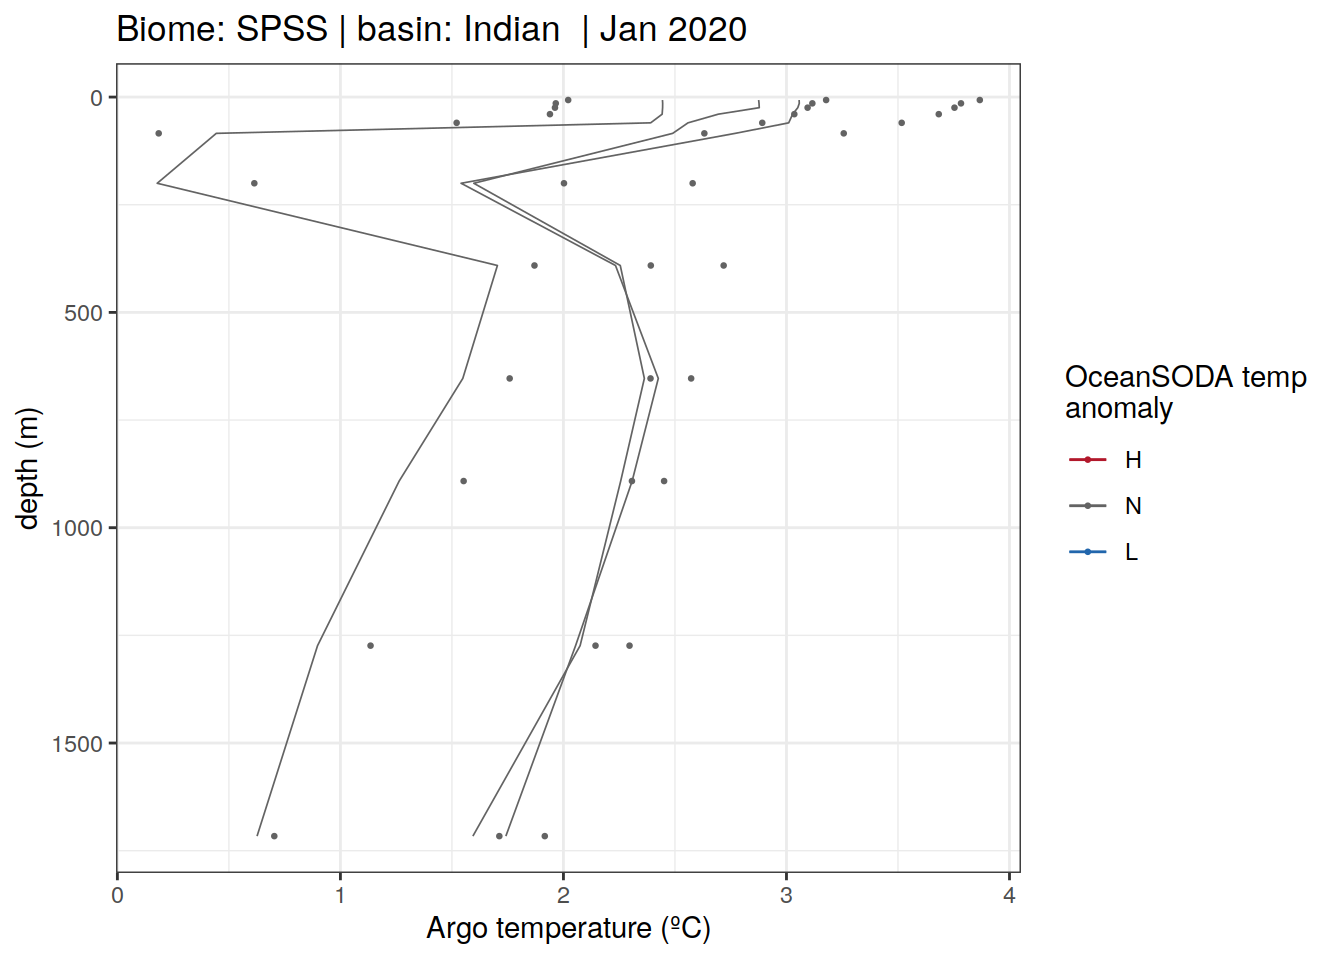 Biome: SPSS | basin: Indian  | Jan 2020
0
500
1000
1500
depth (m)
0 1 2 3 4
Argo temperature (ºC)
OceanSODA temp
anomaly
H
N
L